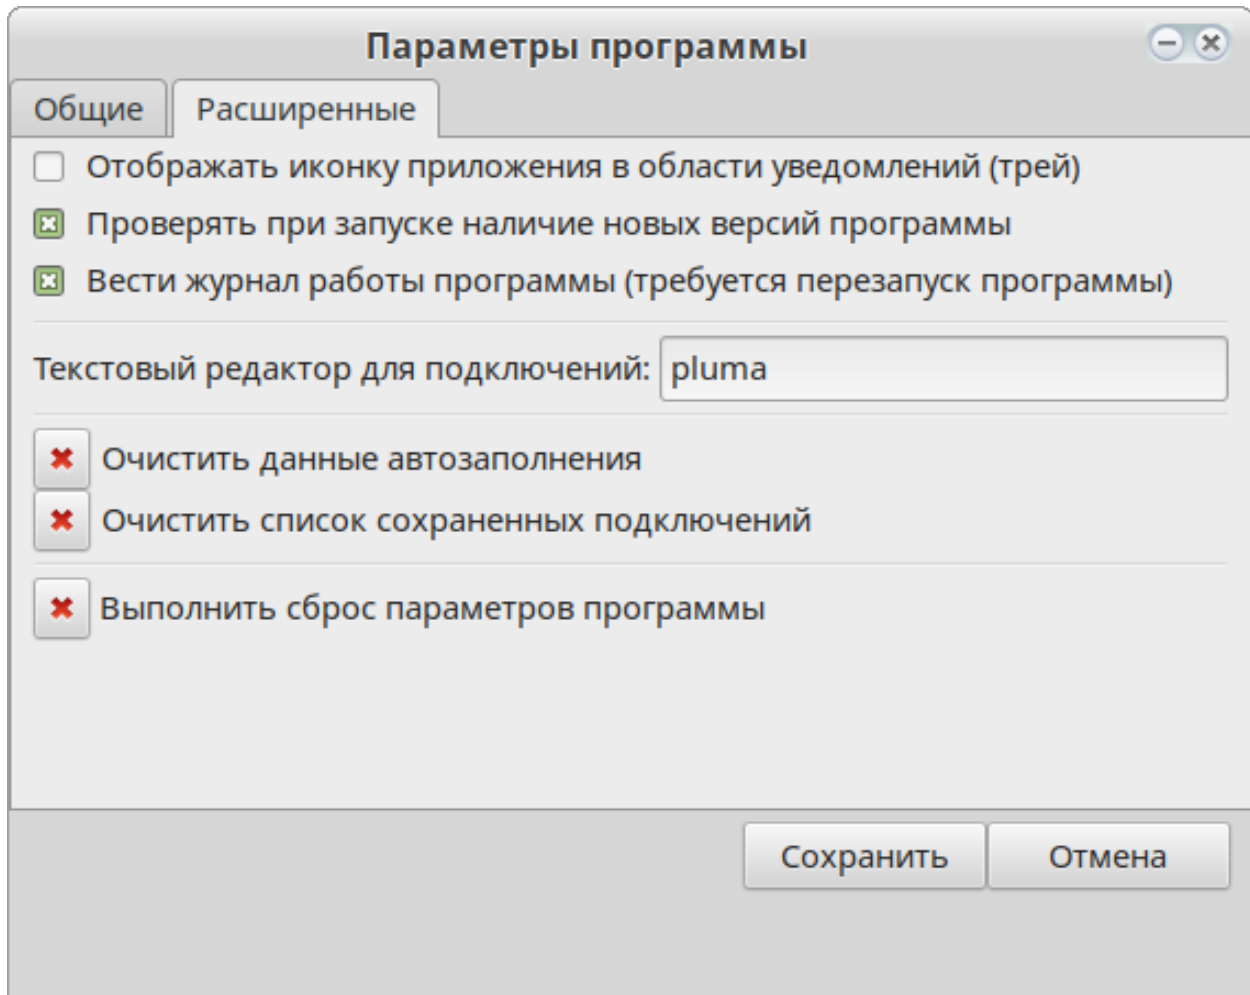 Параметры программы
Общие
Расширенные
Отображать иконку приложения в области уведомлений (трей)
Проверять при запуске наличие новых версий программы
Вести журнал работы программы (требуется перезапуск программы)
Текстовый редактор для подключений: pluma
Очистить данные автозаполнения
Очистить список сохраненных подключений
Выполнить сброс параметров программы
Сохранить
Отмена